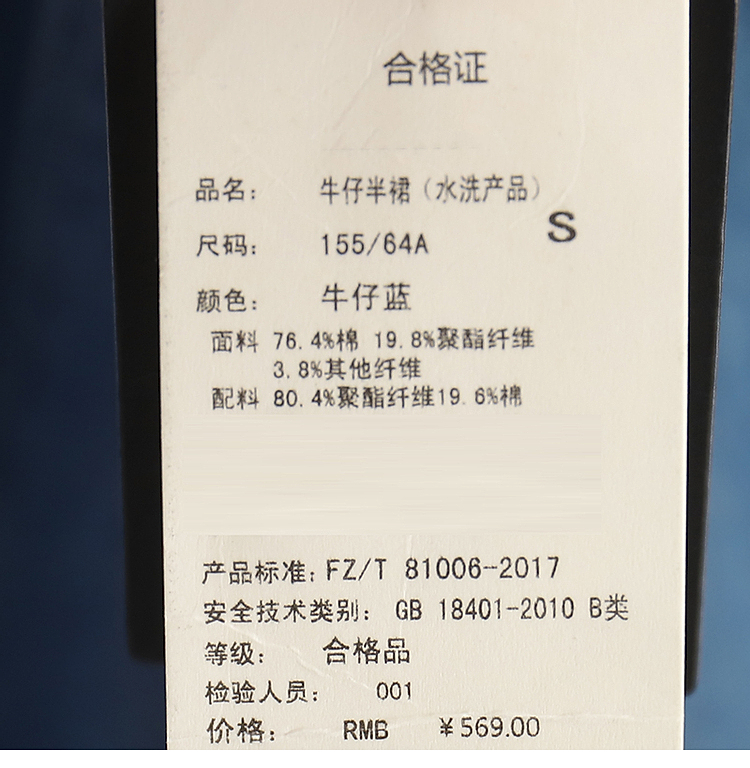 合格证
品名： 牛仔半裙（水洗产品）
S
尺码： 155/64A
颜色： 牛仔蓝
面料 76.4%棉 19.8%聚酯纤维
3.8%其他纤维
配料 80.4%聚酯纤维19.6%棉
产品标准：FZ/T 81006-2017
安全技术类别： GB 18401-2010 B类
等级： 合格品
检验人员： 001
价格： RMB ¥569.00